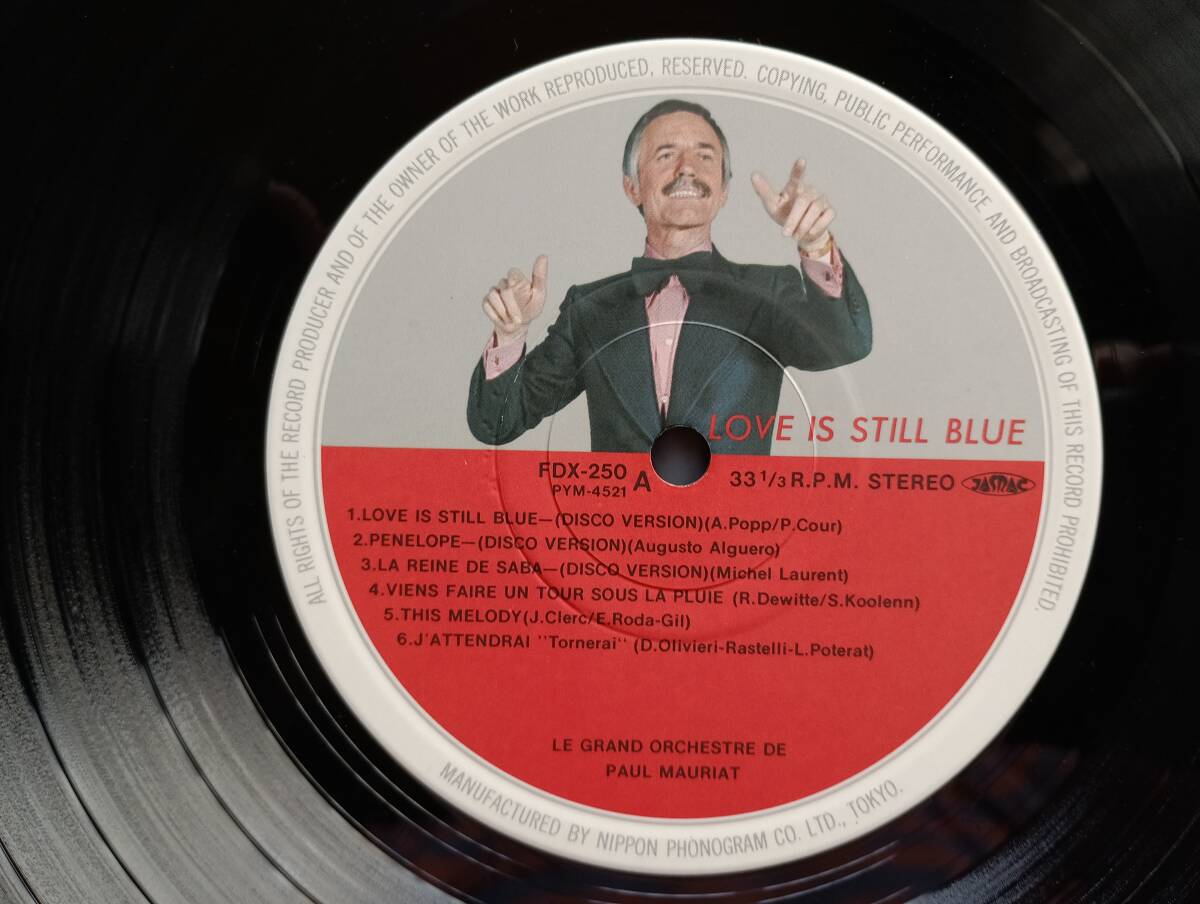 ALL RIGHTS OF THE RECORD PRODUCER AND OF THE OWNER OF THE WORK REPRODUCED, RESERVED. COPYING, PUBLIC PERFORMANCE AND BROADCASTING OF THIS RECORD PROHIBITED.
LOVE IS STILL BLUE
FDX-250 A 33 1/3 R.P.M. STEREO JASRAC
PYM-4521
1.LOVE IS STILL BLUE—(DISCO VERSION)(A.Popp/P.Cour)
2.PENELOPE—(DISCO VERSION)(Augusto Alguero)
3.LA REINE DE SABA—(DISCO VERSION)(Michel Laurent)
4.VIENS FAIRE UN TOUR SOUS LA PLUIE (R.Dewitte/S.Koolenn)
5.THIS MELODY(J.Clerc/E.Roda-Gil)
6.J'ATTENDRAI "Tornerai" (D.Olivieri-Rastelli-L.Poterat)
LE GRAND ORCHESTRE DE
PAUL MAURIAT
MANUFACTURED BY NIPPON PHONOGRAM CO. LTD., TOKYO.